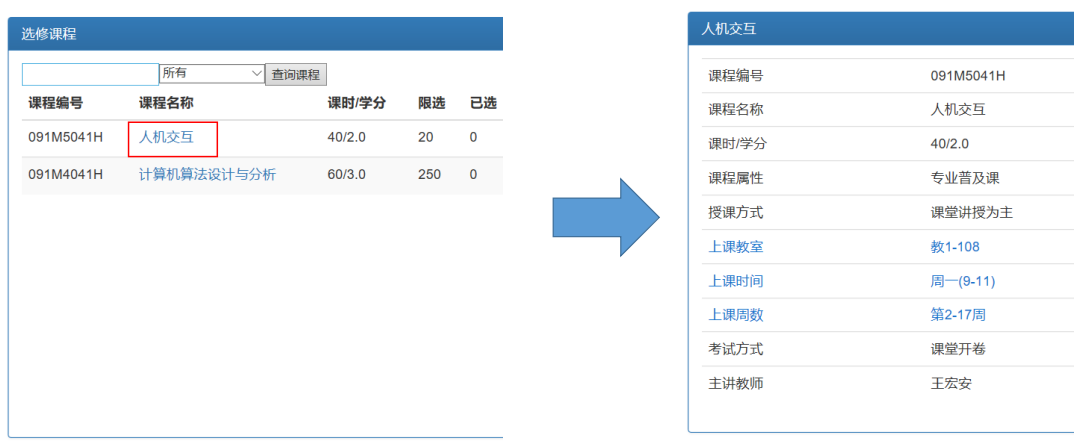 选修课程
所有 查询课程
课程编号 课程名称 课时/学分 限选 已选
091M5041H 人机交互 40/2.0 20 0
091M4041H 计算机算法设计与分析 60/3.0 250 0
人机交互
课程编号 091M5041H
课程名称 人机交互
课时/学分 40/2.0
课程属性 专业普及课
授课方式 课堂讲授为主
上课教室 教1-108
上课时间 周一(9-11)
上课周数 第2-17周
考试方式 课堂开卷
主讲教师 王宏安